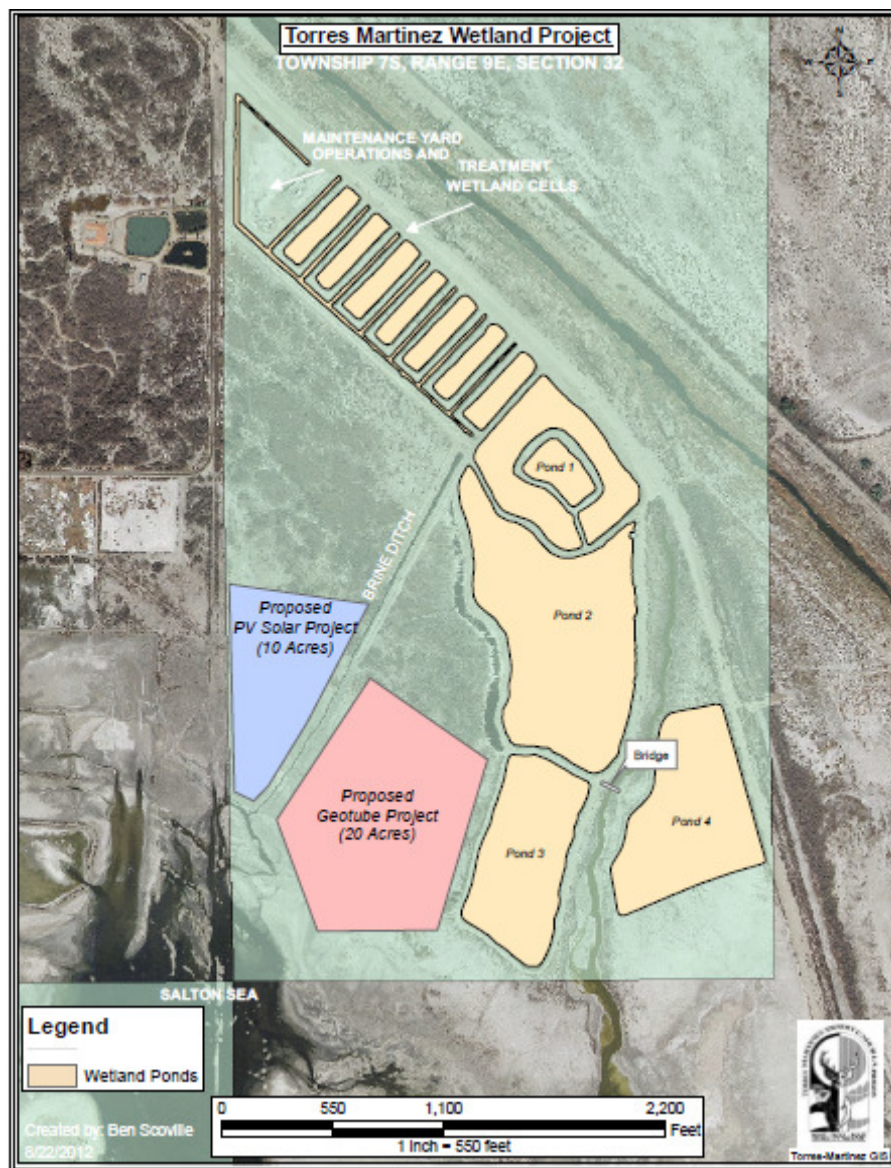 Torres Martinez Wetland Project
TOWNSHIP 7S, RANGE 9E, SECTION 32
MAINTENANCE YARD
OPERATIONS AND
TREATMENT
WETLAND CELLS
Pond 1
BRINE DITCH
Proposed
PV Solar Project
(10 Acres)
Pond 2
Bridge
Proposed
Geotube Project
(20 Acres)
Pond 3
Pond 4
SALTON SEA
Legend
Wetland Ponds
Created by: Ben Scoville
8/22/2012
0 550 1,100 2,200
Feet
1 inch = 550 feet
Torres-Martinez GIS